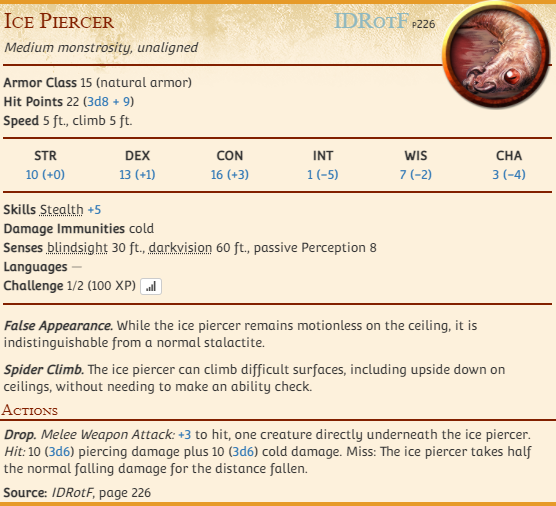 Ice Piercer IDRotF p226
Medium monstrosity, unaligned
Armor Class 15 (natural armor)
Hit Points 22 (3d8 + 9)
Speed 5 ft., climb 5 ft.
STR DEX CON INT WIS CHA
10 (+0) 13 (+1) 16 (+3) 1 (−5) 7 (−2) 3 (−4)
Skills Stealth +5
Damage Immunities cold
Senses blindsight 30 ft., darkvision 60 ft., passive Perception 8
Languages —
Challenge 1/2 (100 XP)
False Appearance. While the ice piercer remains motionless on the ceiling, it is
indistinguishable from a normal stalactite.
Spider Climb. The ice piercer can climb difficult surfaces, including upside down on
ceilings, without needing to make an ability check.
Actions
Drop. Melee Weapon Attack: +3 to hit, one creature directly underneath the ice piercer.
Hit: 10 (3d6) piercing damage plus 10 (3d6) cold damage. Miss: The ice piercer takes half
the normal falling damage for the distance fallen.
Source: IDRotF, page 226